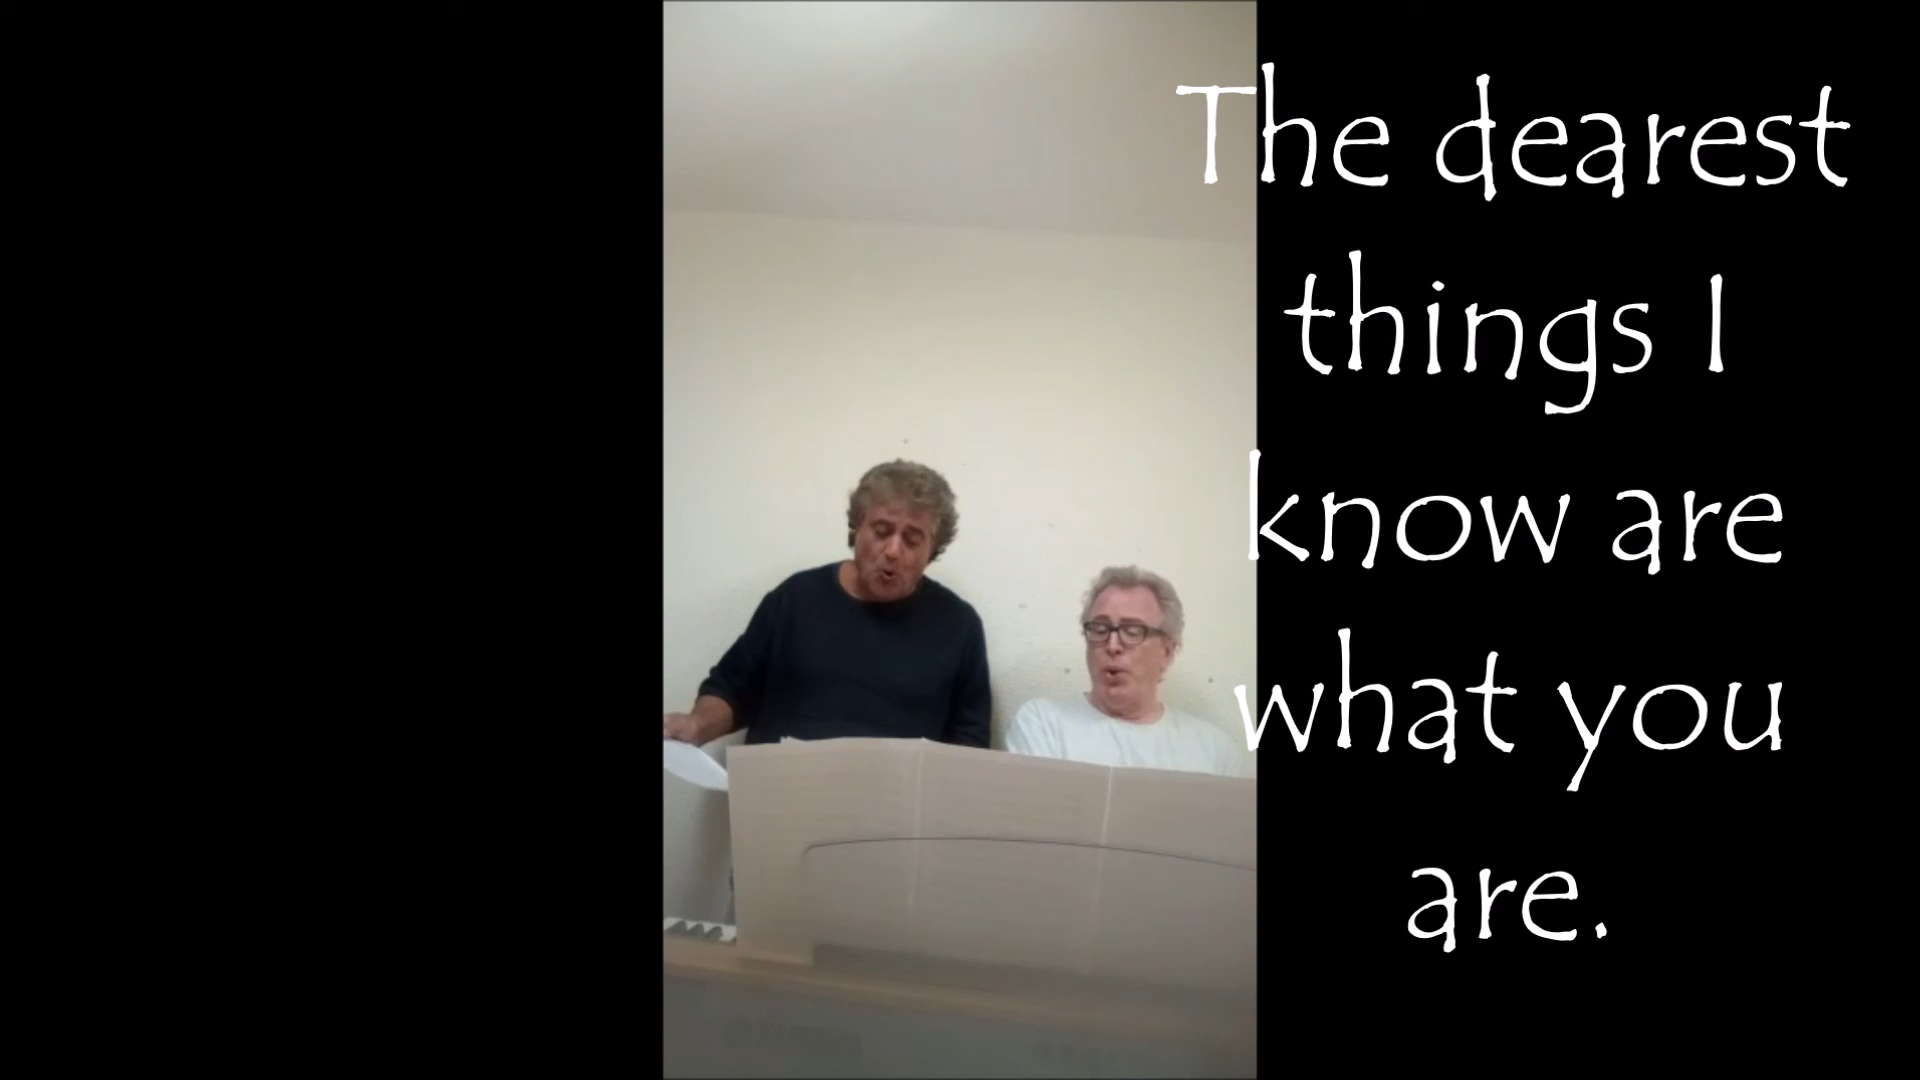 The dearest
things I
know are
what you
are.